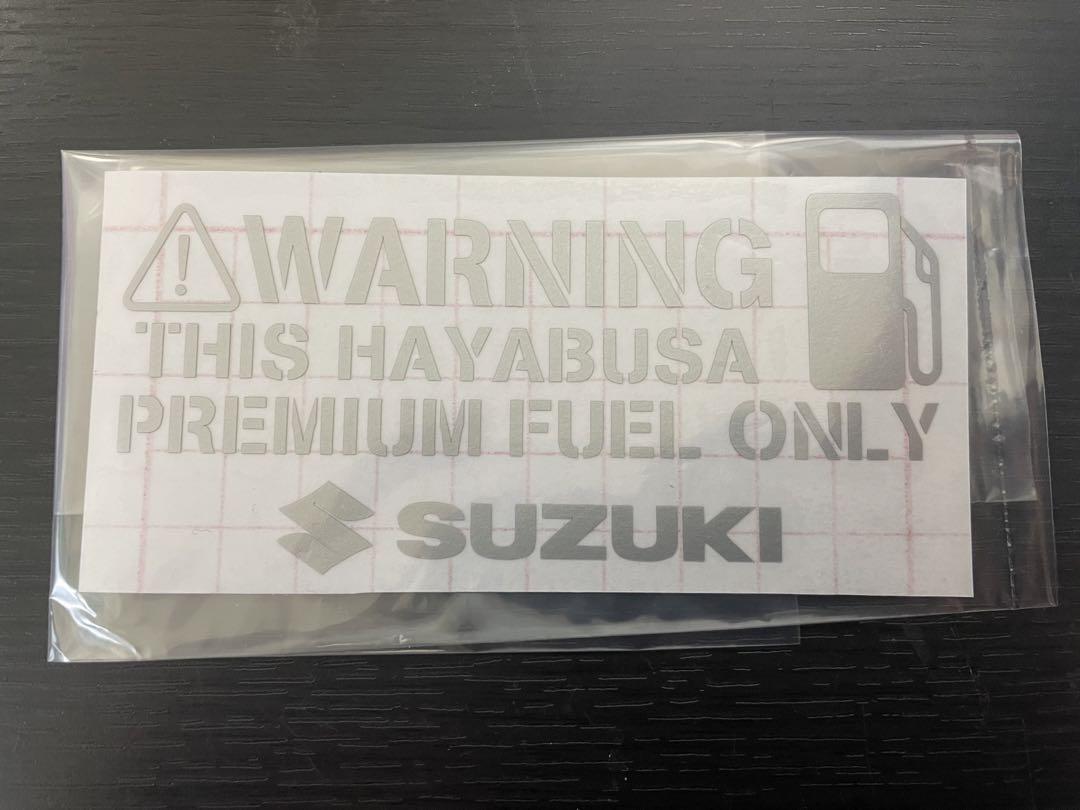 WARNING
THIS HAYABUSA
PREMIUM FUEL ONLY
SUZUKI